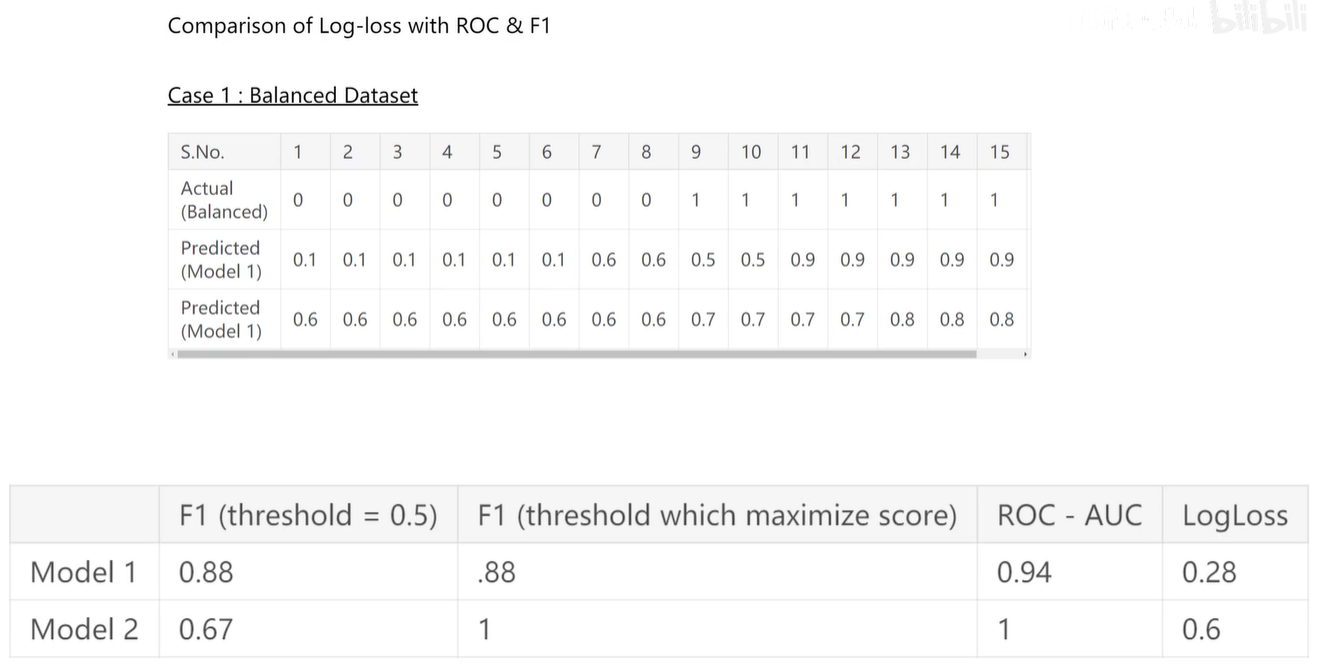 bilibili
Comparison of Log-loss with ROC & F1
Case 1 : Balanced Dataset
S.No. 1 2 3 4 5 6 7 8 9 10 11 12 13 14 15
Actual
(Balanced) 0 0 0 0 0 0 0 0 1 1 1 1 1 1 1
Predicted
(Model 1) 0.1 0.1 0.1 0.1 0.1 0.1 0.6 0.6 0.5 0.5 0.9 0.9 0.9 0.9 0.9
Predicted
(Model 1) 0.6 0.6 0.6 0.6 0.6 0.6 0.6 0.6 0.7 0.7 0.7 0.7 0.8 0.8 0.8
F1 (threshold = 0.5) F1 (threshold which maximize score) ROC - AUC LogLoss
Model 1 0.88 .88 0.94 0.28
Model 2 0.67 1 1 0.6